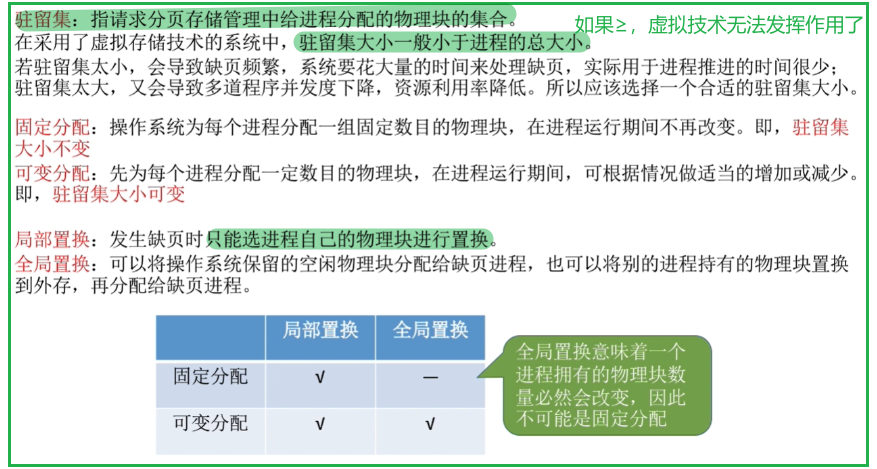 驻留集：指请求分页存储管理中给进程分配的物理块的集合。
如果≥，虚拟技术无法发挥作用了
在采用了虚拟存储技术的系统中，驻留集大小一般小于进程的总大小。
若驻留集太小，会导致缺页频繁，系统要花大量的时间来处理缺页，实际用于进程推进的时间很少；
驻留集太大，又会导致多道程序并发度下降，资源利用率降低。所以应该选择一个合适的驻留集大小。
固定分配：操作系统为每个进程分配一组固定数目的物理块，在进程运行期间不再改变。即，驻留集
大小不变
可变分配：先为每个进程分配一定数目的物理块，在进程运行期间，可根据情况做适当的增加或减少。
即，驻留集大小可变
局部置换：发生缺页时只能选进程自己的物理块进行置换。
全局置换：可以将操作系统保留的空闲物理块分配给缺页进程，也可以将别的进程持有的物理块置换
到外存，再分配给缺页进程。
局部置换 全局置换
固定分配 √ —
可变分配 √ √
全局置换意味着一个
进程拥有的物理块数
量必然会改变，因此
不可能是固定分配